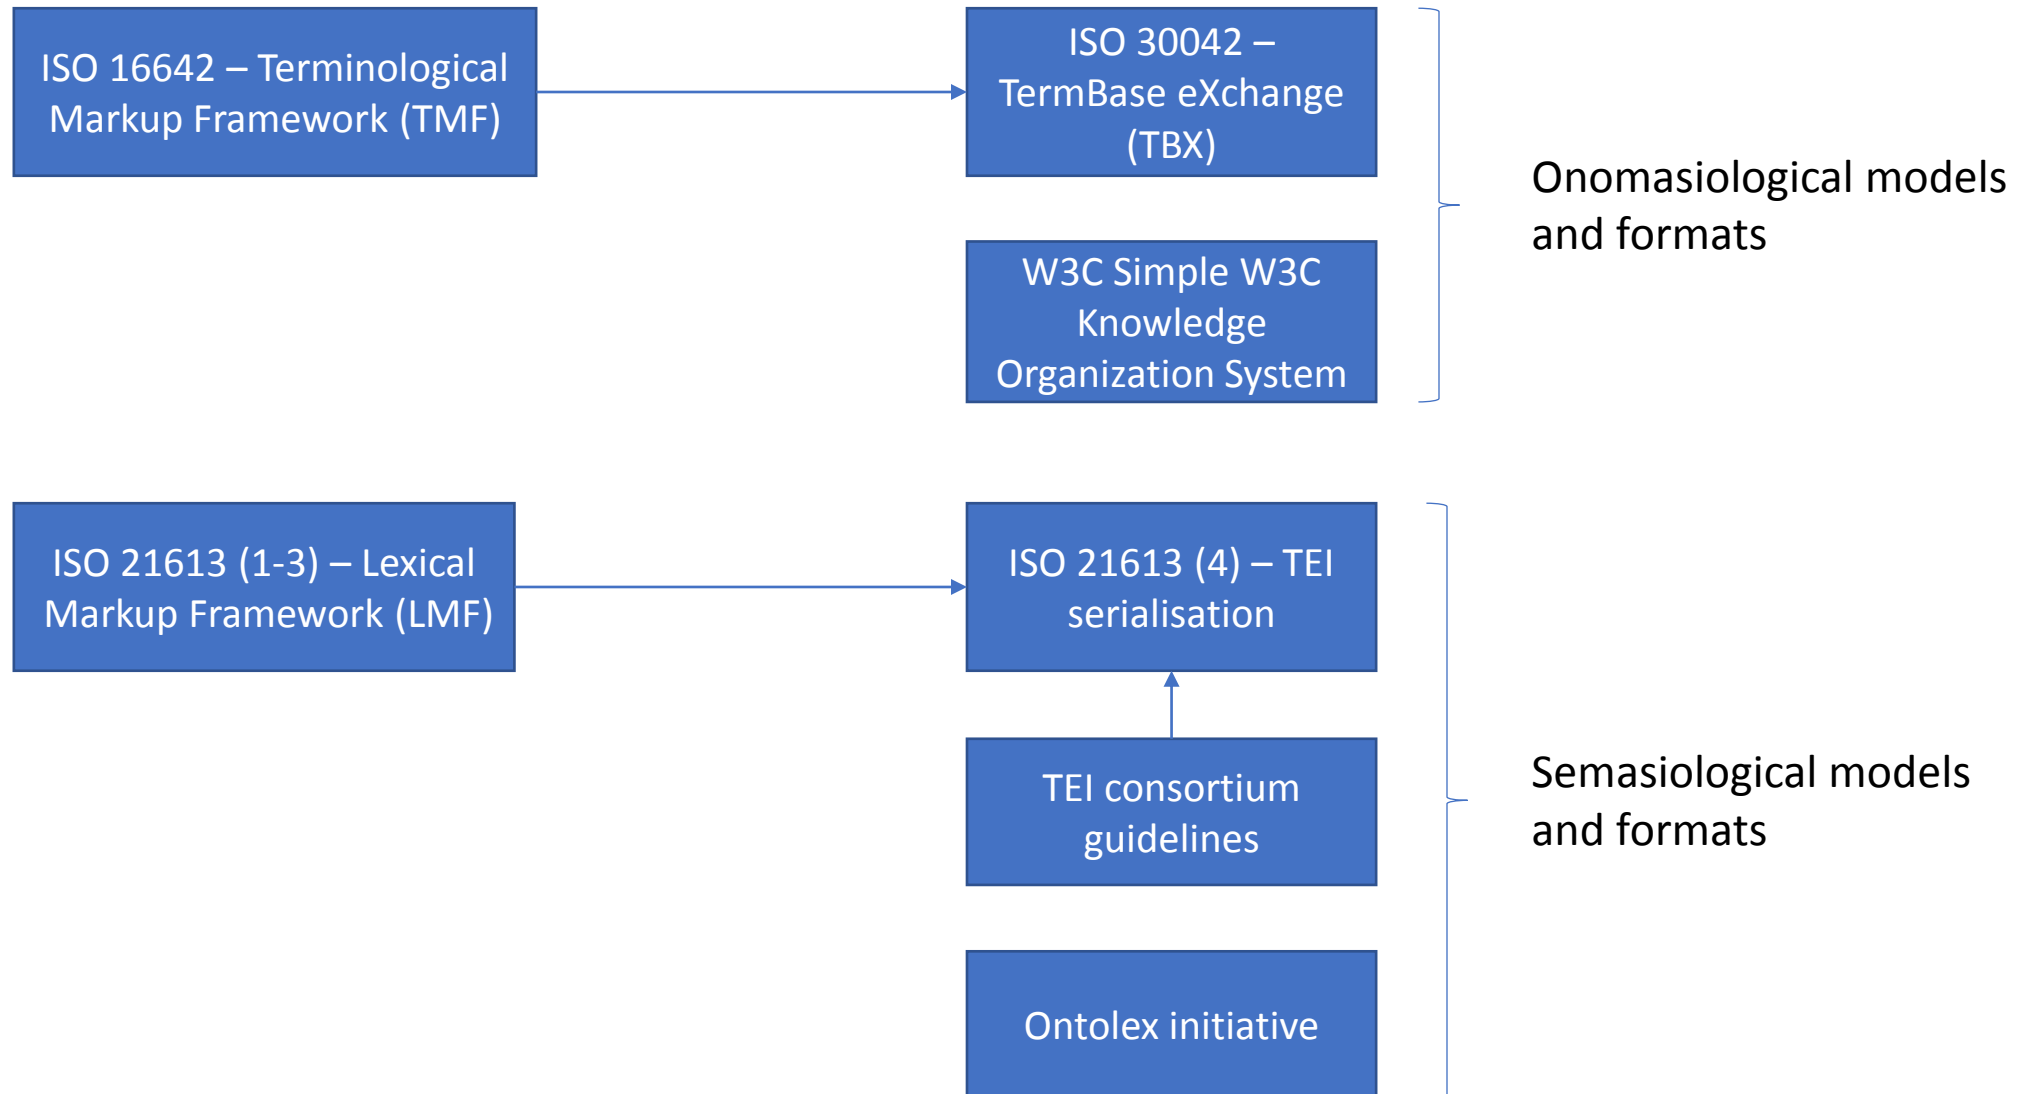 ISO 16642 – Terminological
Markup Framework (TMF)
ISO 30042 –
TermBase eXchange
(TBX)
Onomasiological models
and formats
W3C Simple W3C
Knowledge
Organization System
ISO 21613 (1-3) – Lexical
Markup Framework (LMF)
ISO 21613 (4) – TEI
serialisation
TEI consortium
guidelines
Semasiological models
and formats
Ontolex initiative